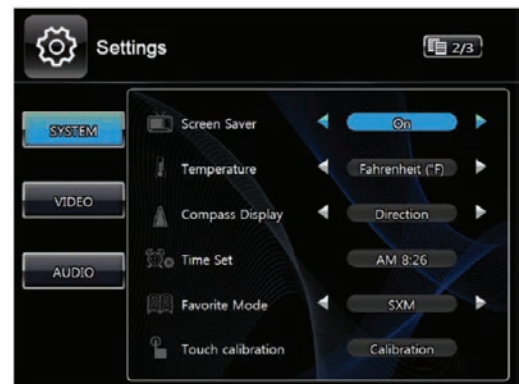 Settings
2/3
SYSTEM
VIDEO
AUDIO
Screen Saver On
Temperature Fahrenheit (°F)
Compass Display Direction
Time Set AM 8:26
Favorite Mode SXM
Touch calibration Calibration